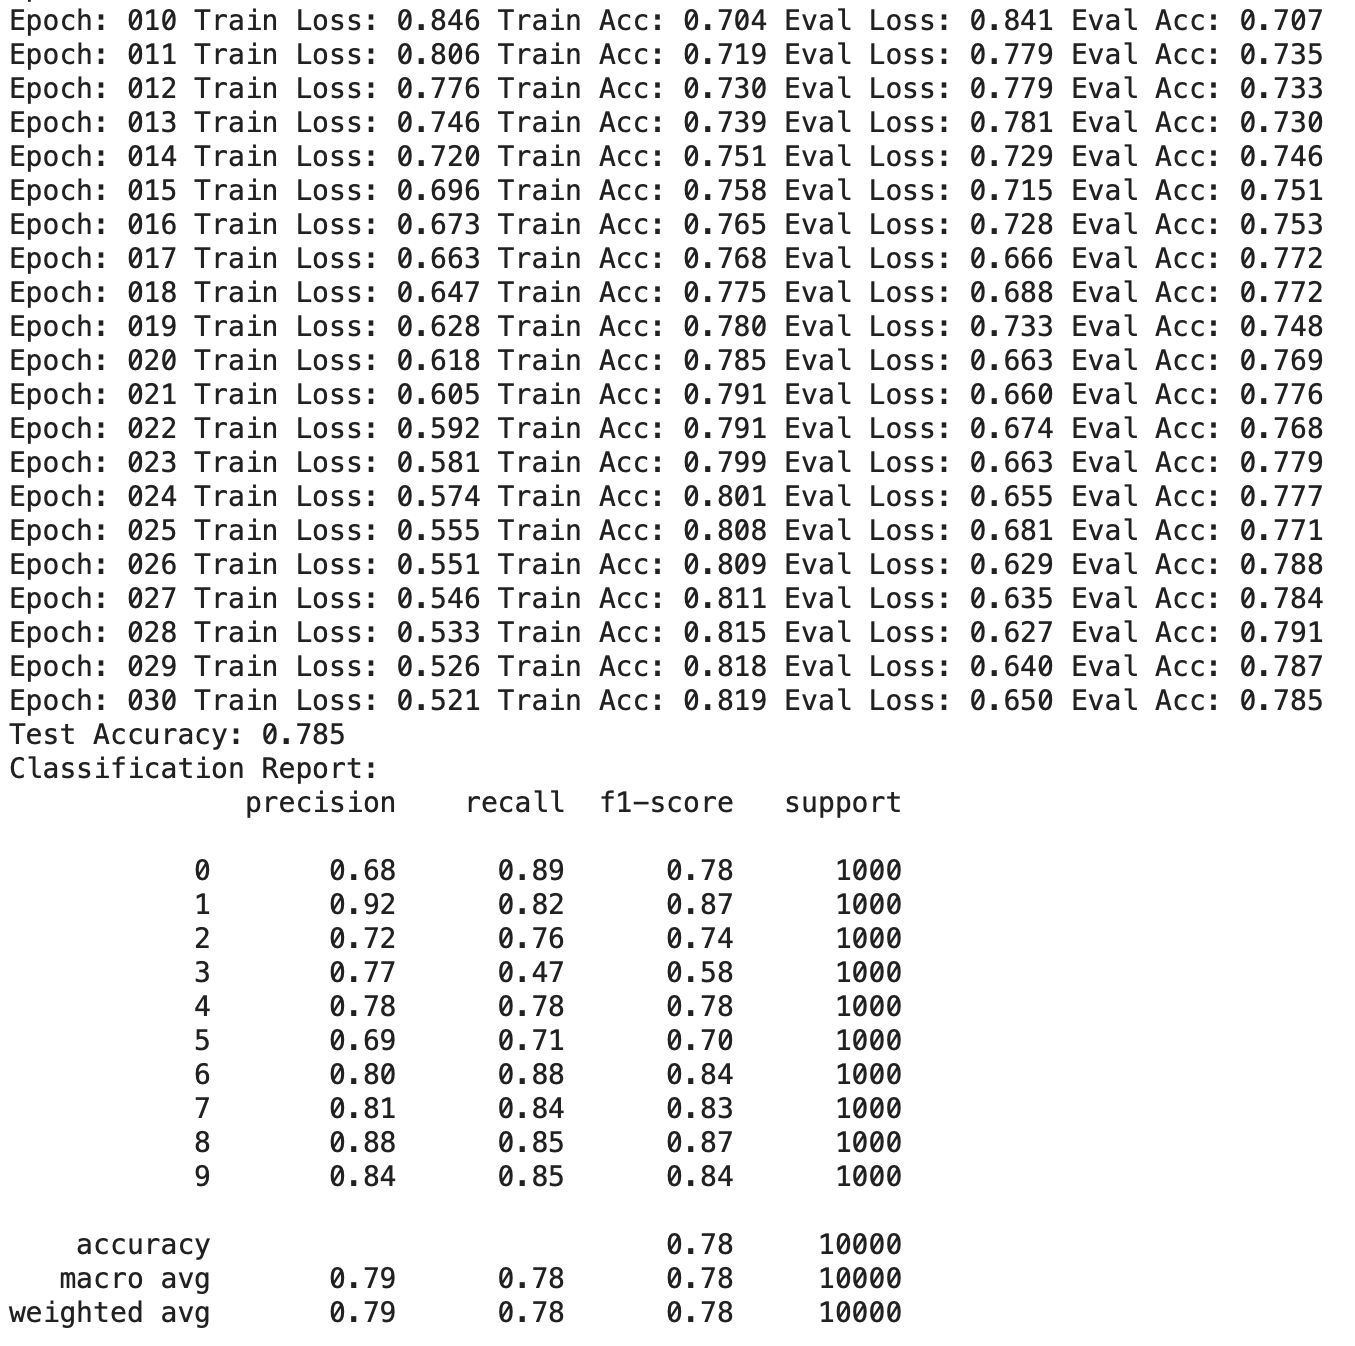 Epoch: 010 Train Loss: 0.846 Train Acc: 0.704 Eval Loss: 0.841 Eval Acc: 0.707
Epoch: 011 Train Loss: 0.806 Train Acc: 0.719 Eval Loss: 0.779 Eval Acc: 0.735
Epoch: 012 Train Loss: 0.776 Train Acc: 0.730 Eval Loss: 0.779 Eval Acc: 0.733
Epoch: 013 Train Loss: 0.746 Train Acc: 0.739 Eval Loss: 0.781 Eval Acc: 0.730
Epoch: 014 Train Loss: 0.720 Train Acc: 0.751 Eval Loss: 0.729 Eval Acc: 0.746
Epoch: 015 Train Loss: 0.696 Train Acc: 0.758 Eval Loss: 0.715 Eval Acc: 0.751
Epoch: 016 Train Loss: 0.673 Train Acc: 0.765 Eval Loss: 0.728 Eval Acc: 0.753
Epoch: 017 Train Loss: 0.663 Train Acc: 0.768 Eval Loss: 0.666 Eval Acc: 0.772
Epoch: 018 Train Loss: 0.647 Train Acc: 0.775 Eval Loss: 0.688 Eval Acc: 0.772
Epoch: 019 Train Loss: 0.628 Train Acc: 0.780 Eval Loss: 0.733 Eval Acc: 0.748
Epoch: 020 Train Loss: 0.618 Train Acc: 0.785 Eval Loss: 0.663 Eval Acc: 0.769
Epoch: 021 Train Loss: 0.605 Train Acc: 0.791 Eval Loss: 0.660 Eval Acc: 0.776
Epoch: 022 Train Loss: 0.592 Train Acc: 0.791 Eval Loss: 0.674 Eval Acc: 0.768
Epoch: 023 Train Loss: 0.581 Train Acc: 0.799 Eval Loss: 0.663 Eval Acc: 0.779
Epoch: 024 Train Loss: 0.574 Train Acc: 0.801 Eval Loss: 0.655 Eval Acc: 0.777
Epoch: 025 Train Loss: 0.555 Train Acc: 0.808 Eval Loss: 0.681 Eval Acc: 0.771
Epoch: 026 Train Loss: 0.551 Train Acc: 0.809 Eval Loss: 0.629 Eval Acc: 0.788
Epoch: 027 Train Loss: 0.546 Train Acc: 0.811 Eval Loss: 0.635 Eval Acc: 0.784
Epoch: 028 Train Loss: 0.533 Train Acc: 0.815 Eval Loss: 0.627 Eval Acc: 0.791
Epoch: 029 Train Loss: 0.526 Train Acc: 0.818 Eval Loss: 0.640 Eval Acc: 0.787
Epoch: 030 Train Loss: 0.521 Train Acc: 0.819 Eval Loss: 0.650 Eval Acc: 0.785
Test Accuracy: 0.785
Classification Report:
precision recall f1-score support
0 0.68 0.89 0.78 1000
1 0.92 0.82 0.87 1000
2 0.72 0.76 0.74 1000
3 0.77 0.47 0.58 1000
4 0.78 0.78 0.78 1000
5 0.69 0.71 0.70 1000
6 0.80 0.88 0.84 1000
7 0.81 0.84 0.83 1000
8 0.88 0.85 0.87 1000
9 0.84 0.85 0.84 1000
accuracy 0.78 10000
macro avg 0.79 0.78 0.78 10000
weighted avg 0.79 0.78 0.78 10000